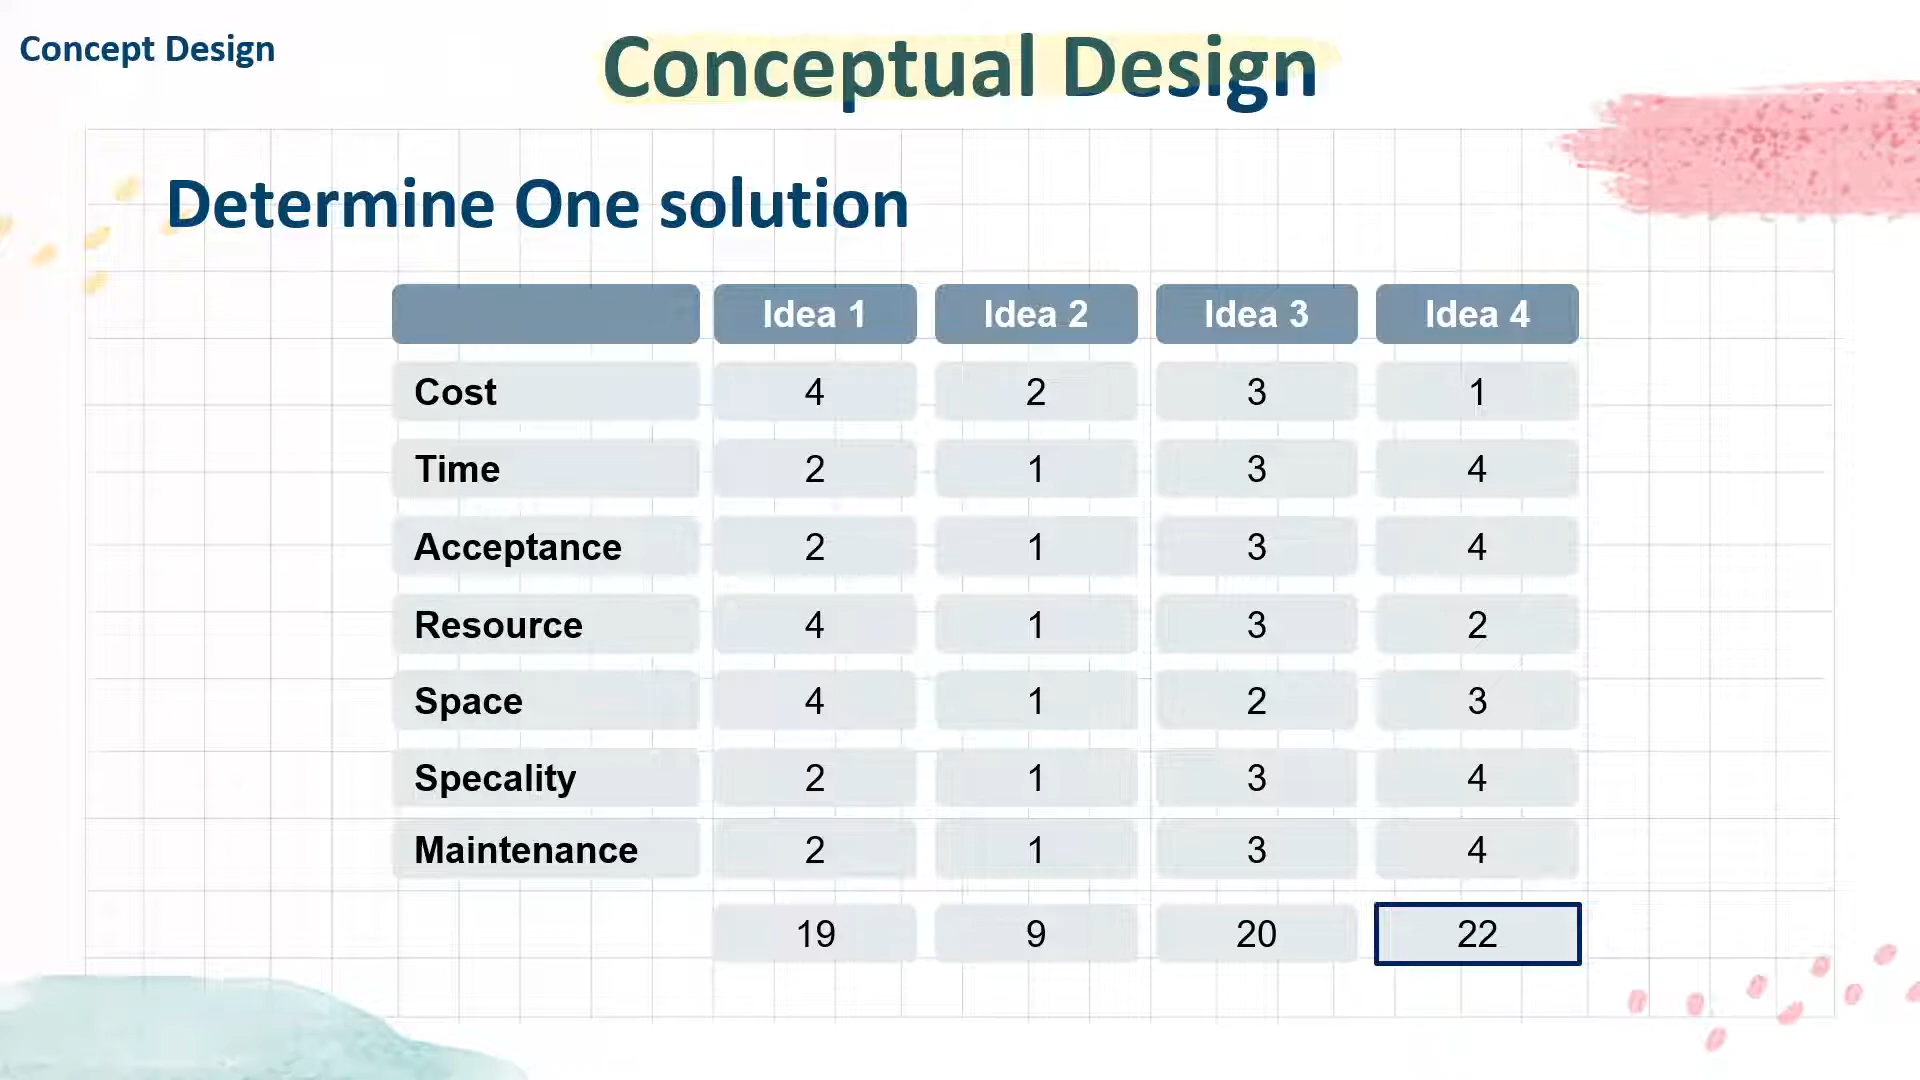 Concept Design
Conceptual Design
Determine One solution
Idea 1 Idea 2 Idea 3 Idea 4
Cost 4 2 3 1
Time 2 1 3 4
Acceptance 2 1 3 4
Resource 4 1 3 2
Space 4 1 2 3
Specality 2 1 3 4
Maintenance 2 1 3 4
19 9 20 22